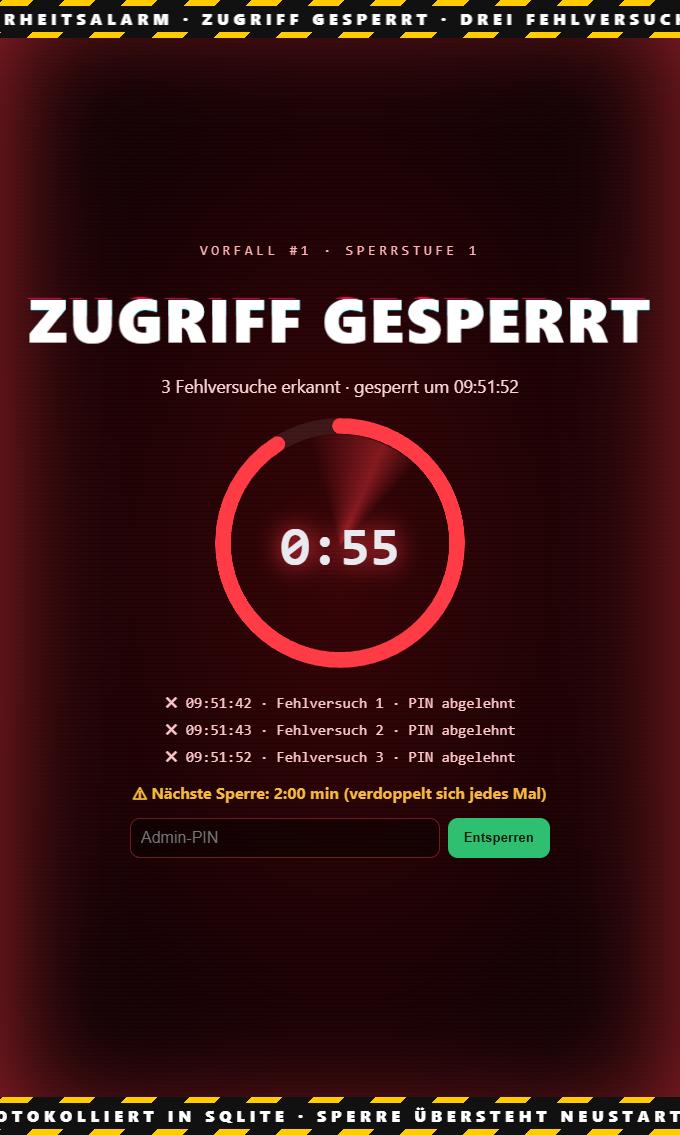 RHEITSALARM · ZUGRIFF GESPERRT · DREI FEHLVERSUCH
VORFALL #1 · SPERRSTUFE 1
ZUGRIFF GESPERRT
3 Fehlversuche erkannt · gesperrt um 09:51:52
0:55
✕ 09:51:42 · Fehlversuch 1 · PIN abgelehnt
✕ 09:51:43 · Fehlversuch 2 · PIN abgelehnt
✕ 09:51:52 · Fehlversuch 3 · PIN abgelehnt
⚠ Nächste Sperre: 2:00 min (verdoppelt sich jedes Mal)
Admin-PIN
Entsperren
OTOKOLLIERT IN SQLITE · SPERRE ÜBERSTEHT NEUSTART